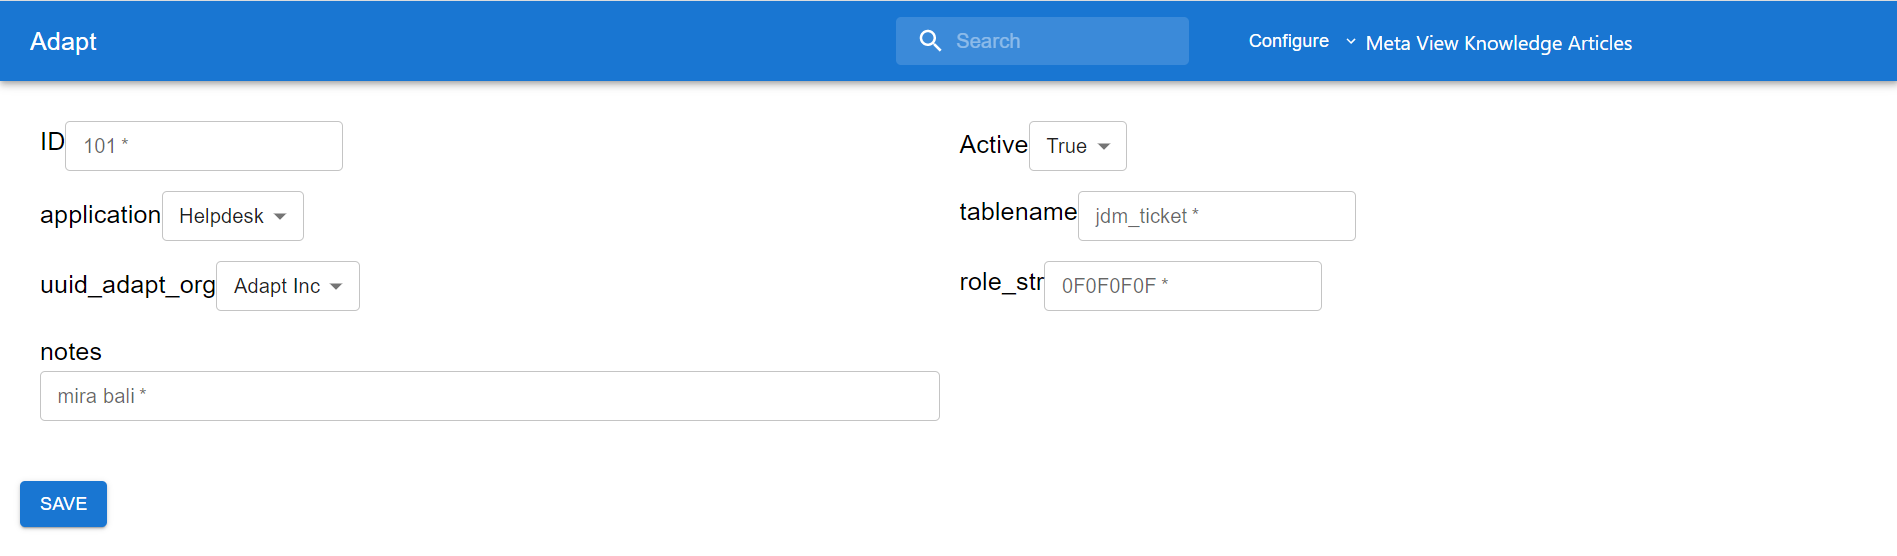 Adapt Search Configure Meta View Knowledge Articles
ID 101 * Active True
application Helpdesk tablename jdm_ticket *
uuid_adapt_org Adapt Inc role_str 0F0F0F0F *
notes
mira bali *
SAVE